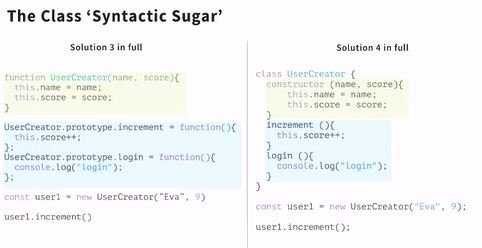 The Class ‘Syntactic Sugar’
Solution 3 in full
function UserCreator(name, score){
this.name = name;
this.score = score;
}
UserCreator.prototype.increment = function(){
this.score++;
};
UserCreator.prototype.login = function(){
console.log("login");
};
const user1 = new UserCreator("Eva", 9)
user1.increment()
Solution 4 in full
class UserCreator {
constructor (name, score){
this.name = name;
this.score = score;
}
increment (){
this.score++;
}
login (){
console.log("login");
}
}
const user1 = new UserCreator("Eva", 9);
user1.increment();